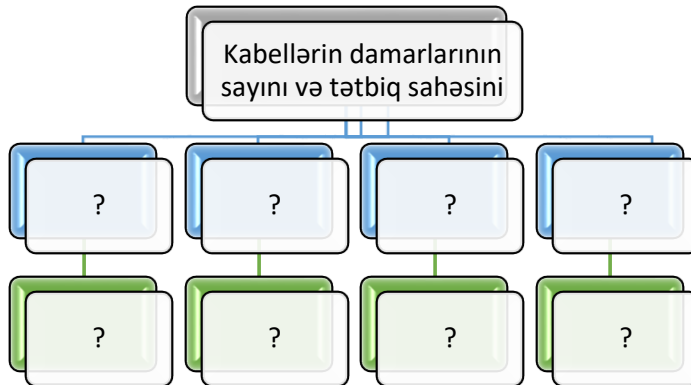 Kabellərin damarlarının
sayını və tətbiq sahəsini
? ? ? ?
? ? ? ?